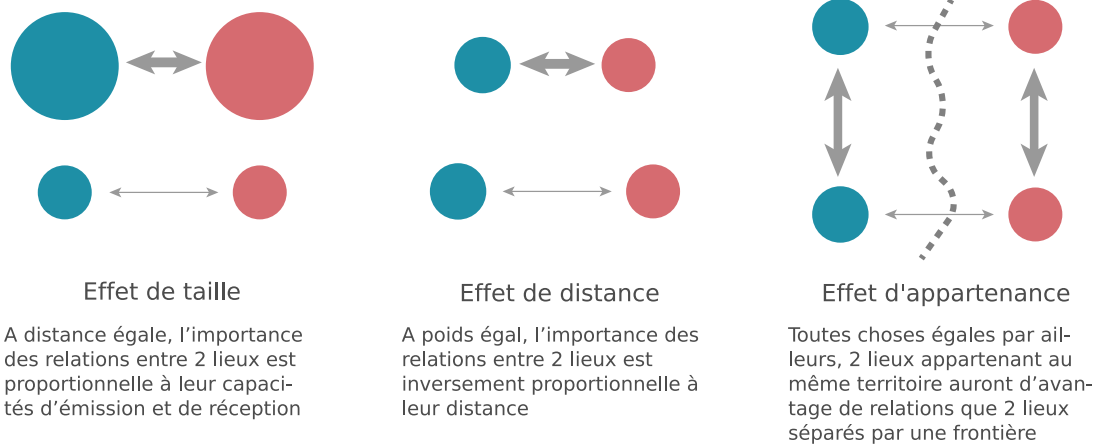 Effet de taille
A distance égale, l’importance
des relations entre 2 lieux est
proportionnelle à leur capaci-
tés d’émission et de réception
Effet de distance
A poids égal, l’importance des
relations entre 2 lieux est
inversement proportionnelle à
leur distance
Effet d'appartenance
Toutes choses égales par ail-
leurs, 2 lieux appartenant au
même territoire auront d’avan-
tage de relations que 2 lieux
séparés par une frontière